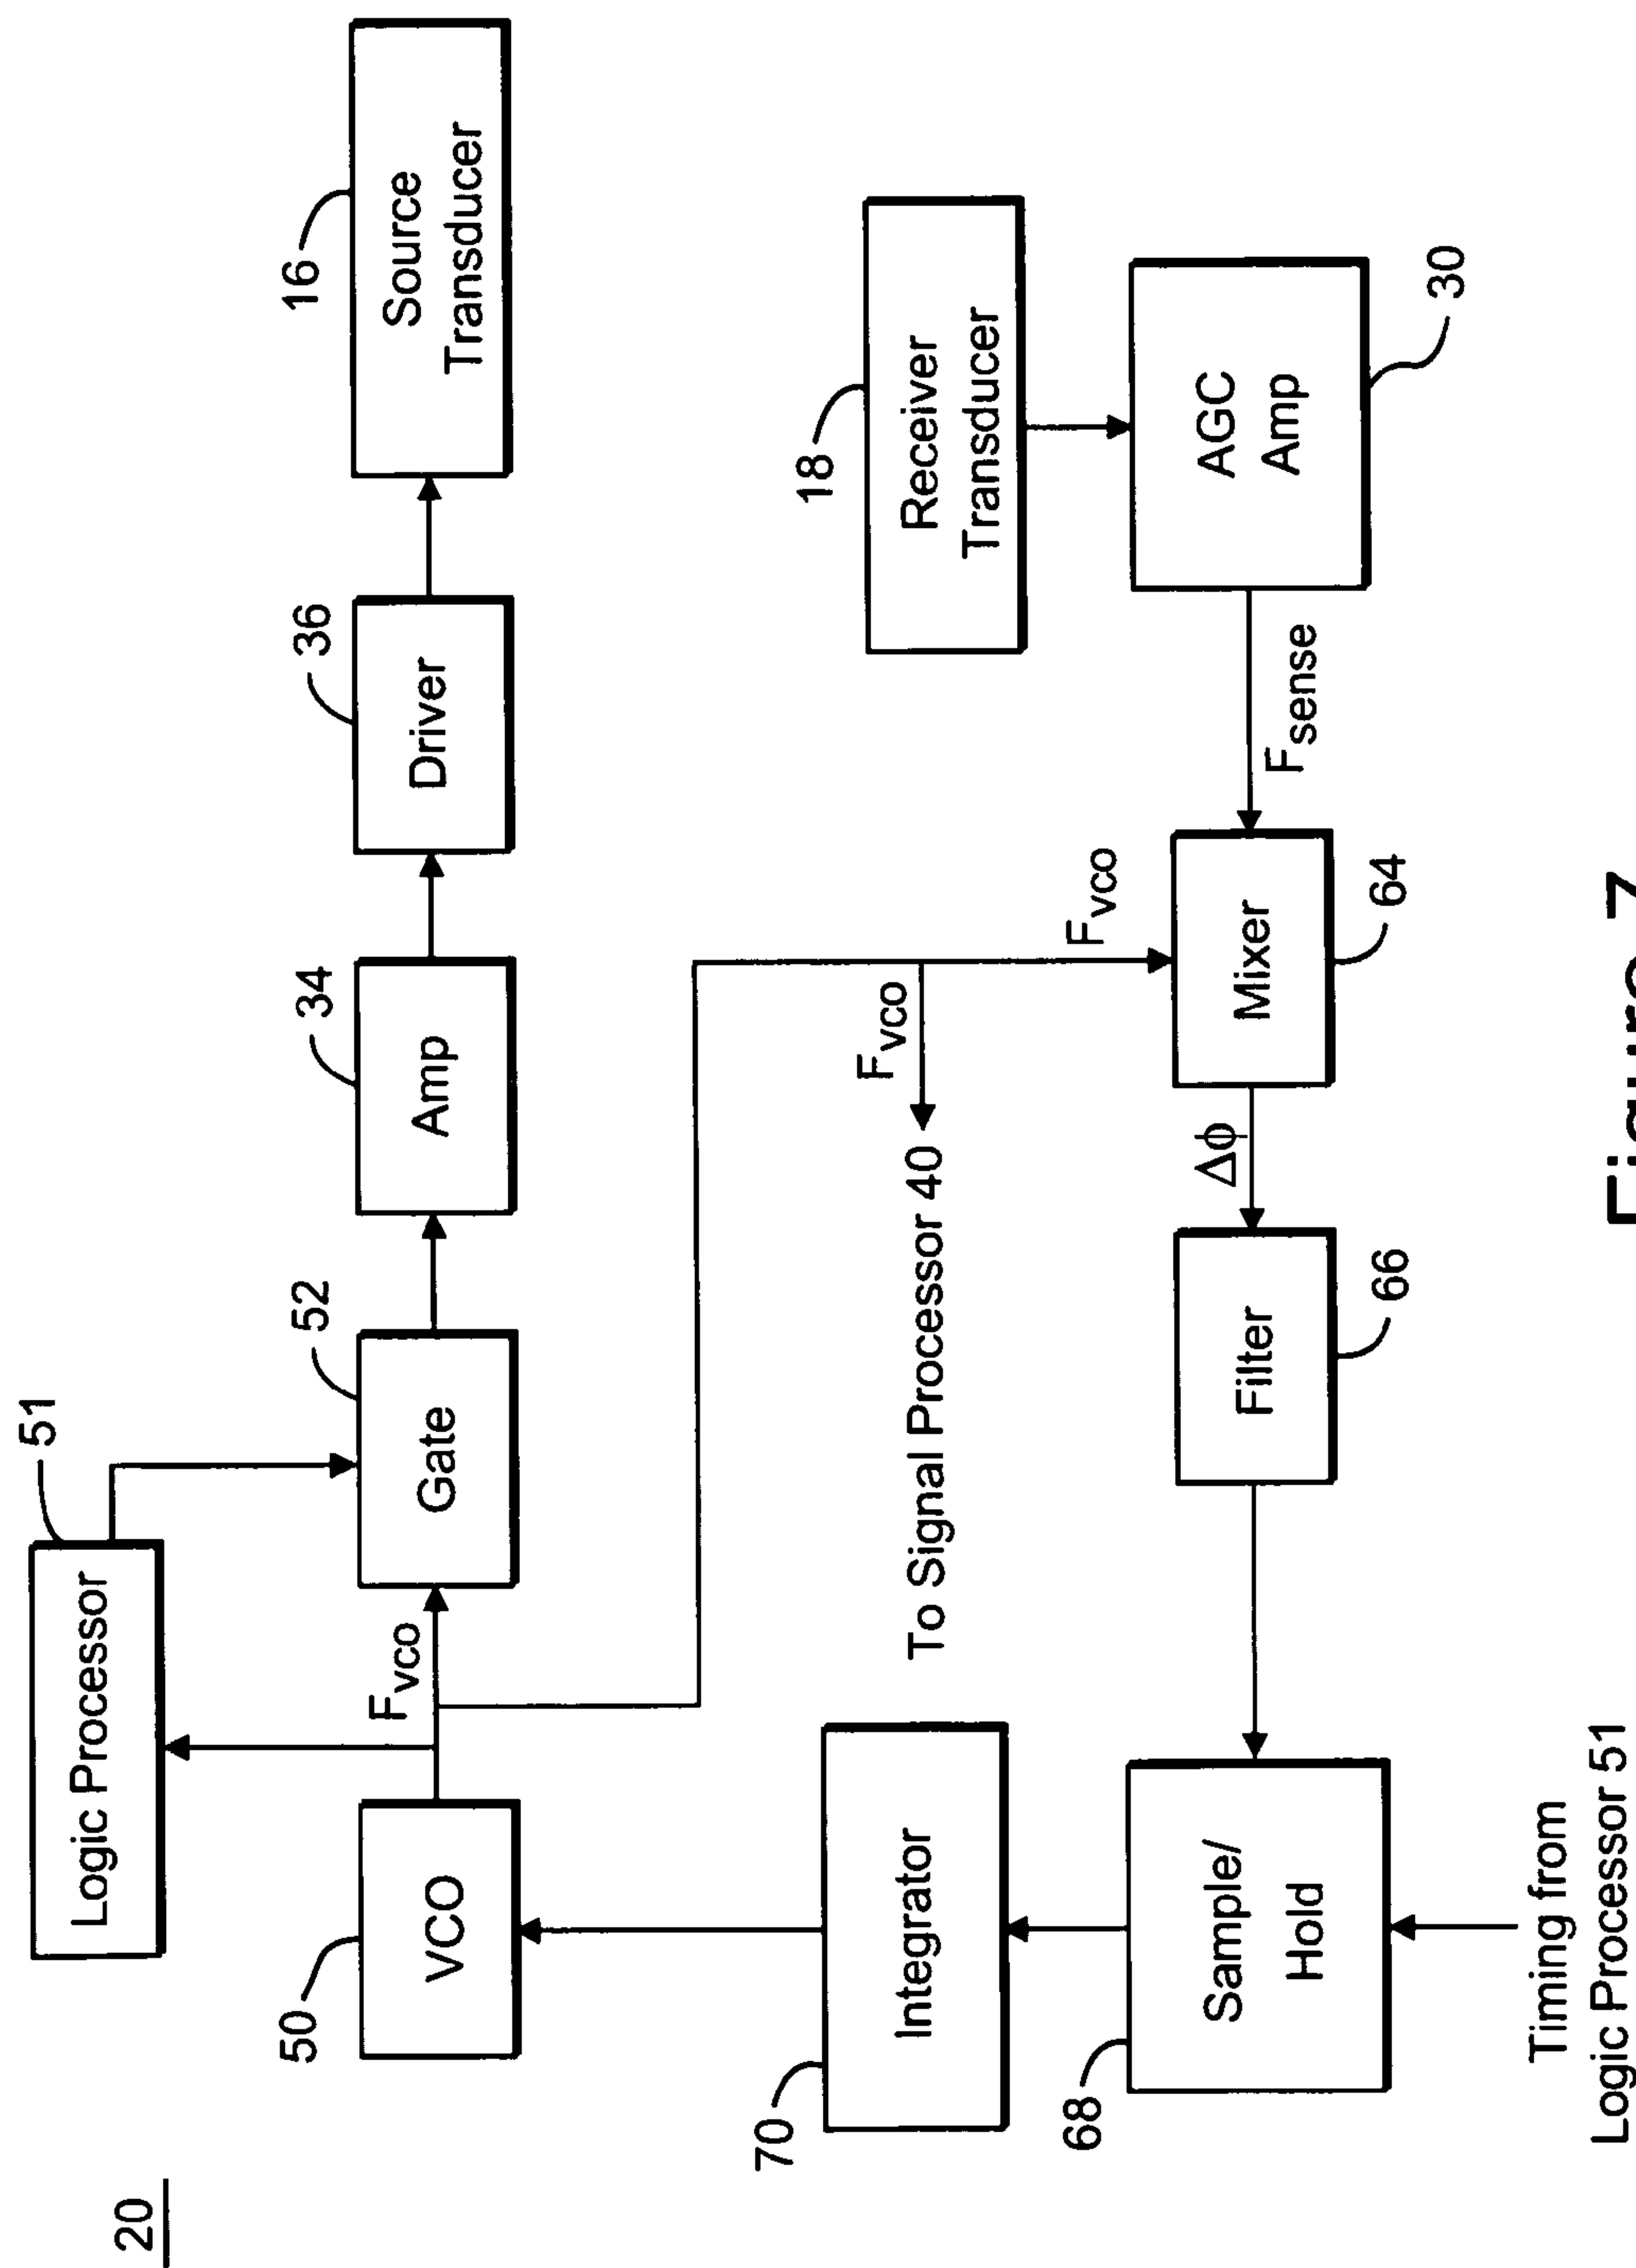 20
51
Logic Processor
50
VCO
F_vco
52
Gate
34
Amp
36
Driver
16
Source
Transducer
70
Integrator
F_vco
To Signal Processor 40
18
Receiver
Transducer
F_vco
68
Sample/
Hold
Filter
66
Δϕ
Mixer
64
F_sense
AGC
Amp
30
Timing from
Logic Processor 51
Figure 7